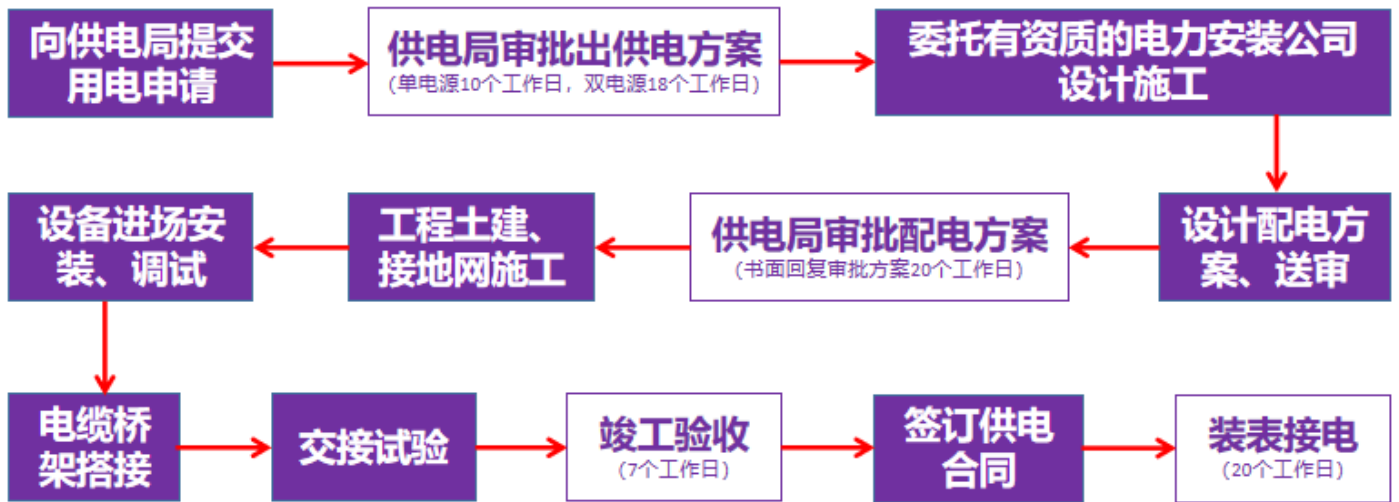 向供电局提交
用电申请
供电局审批出供电方案
(单电源10个工作日，双电源18个工作日)
委托有资质的电力安装公司
设计施工
设计配电方
案、送审
供电局审批配电方案
(书面回复审批方案20个工作日)
工程土建、
接地网施工
设备进场安
装、调试
电缆桥
架搭接
交接试验
竣工验收
(7个工作日)
签订供电
合同
装表接电
(20个工作日)